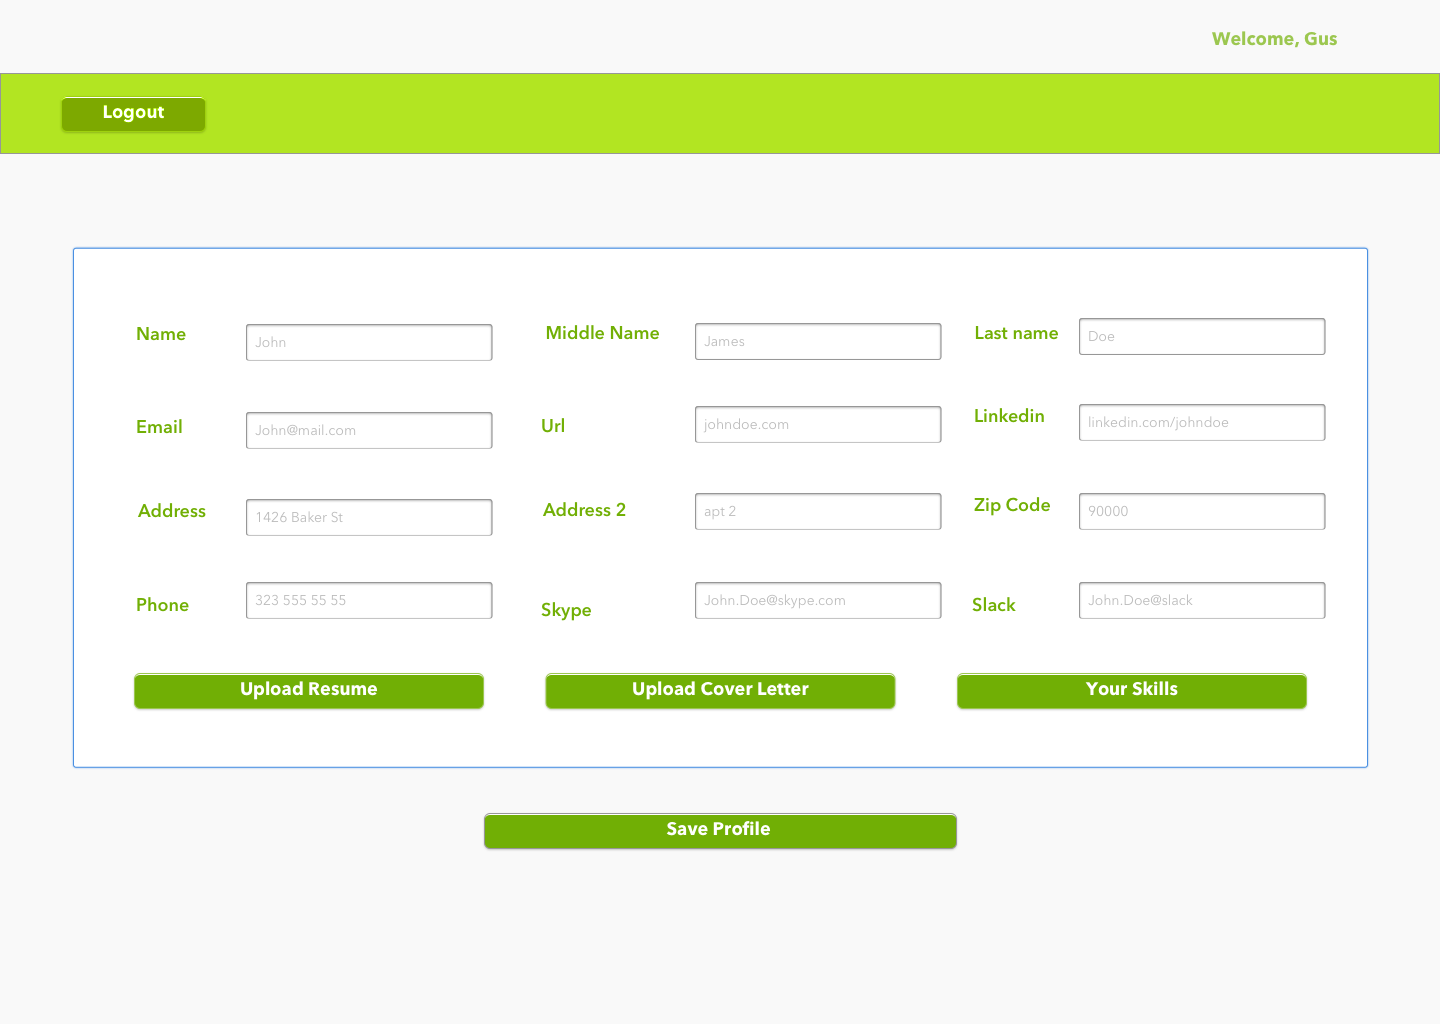 Welcome, Gus
Logout
Name John Middle Name James Last name Doe
Email John@mail.com Url johndoe.com Linkedin linkedin.com/johndoe
Address 1426 Baker St Address 2 apt 2 Zip Code 90000
Phone 323 555 55 55 Skype John.Doe@skype.com Slack John.Doe@slack
Upload Resume Upload Cover Letter Your Skills
Save Profile